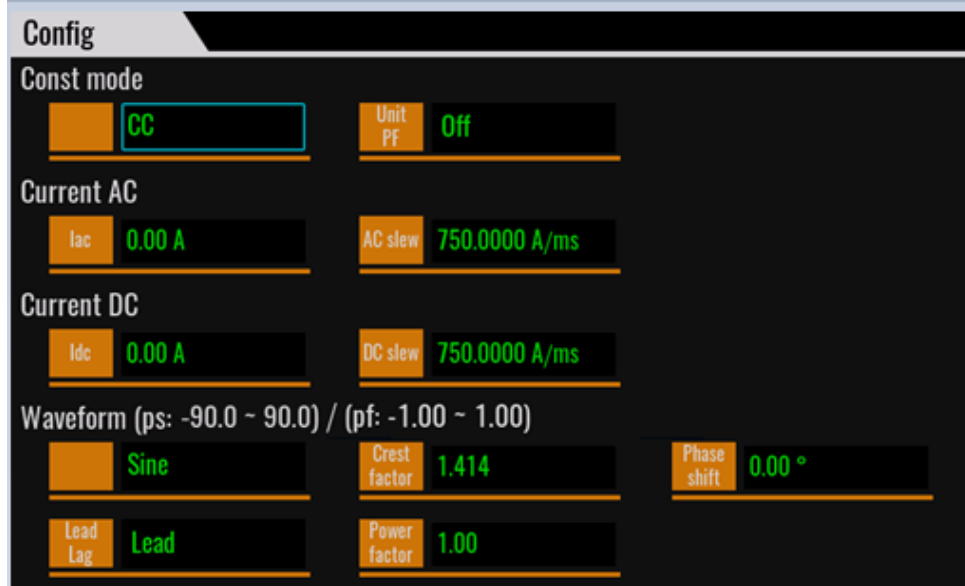 Config
Const mode
CC
Unit PF
Off
Current AC
Iac
0.00 A
AC slew
750.0000 A/ms
Current DC
Idc
0.00 A
DC slew
750.0000 A/ms
Waveform (ps: -90.0 ~ 90.0) / (pf: -1.00 ~ 1.00)
Sine
Crest
factor
1.414
Phase
shift
0.00 °
Lead
Lag
Lead
Power
factor
1.00